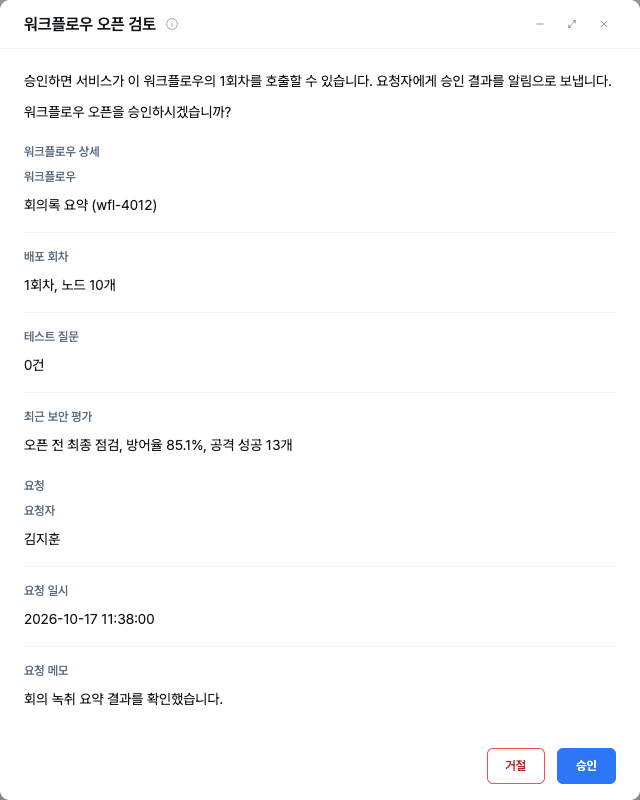 워크플로우 오픈 검토
승인하면 서비스가 이 워크플로우의 1회차를 호출할 수 있습니다. 요청자에게 승인 결과를 알림으로 보냅니다.
워크플로우 오픈을 승인하시겠습니까?
워크플로우 상세
워크플로우
회의록 요약 (wfl-4012)
배포 회차
1회차, 노드 10개
테스트 질문
0건
최근 보안 평가
오픈 전 최종 점검, 방어율 85.1%, 공격 성공 13개
요청
요청자
김지훈
요청 일시
2026-10-17 11:38:00
요청 메모
회의 녹취 요약 결과를 확인했습니다.
거절
승인